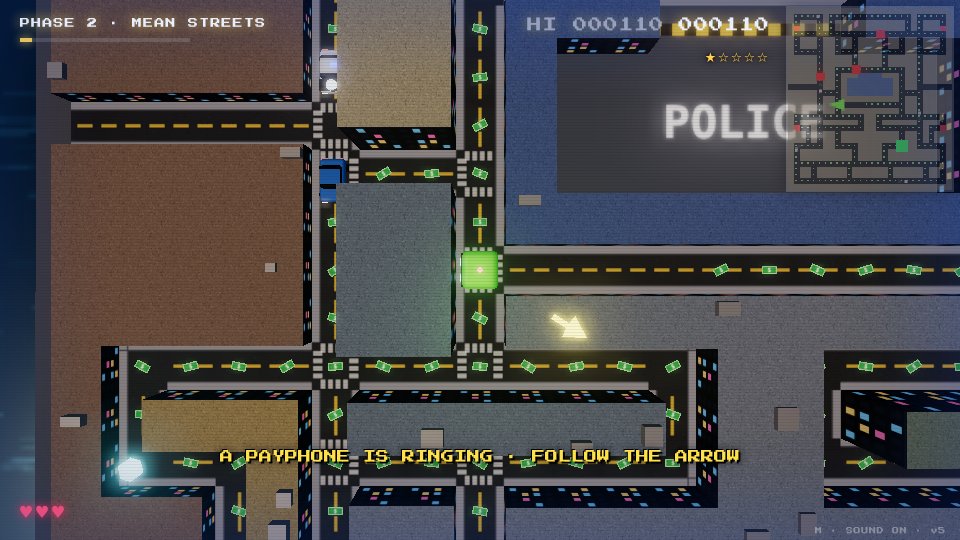 PHASE 2 · MEAN STREETS
HI 000110 000110
★☆☆☆☆
POLICE
A PAYPHONE IS RINGING · FOLLOW THE ARROW
♥♥♥
M · SOUND ON · v5